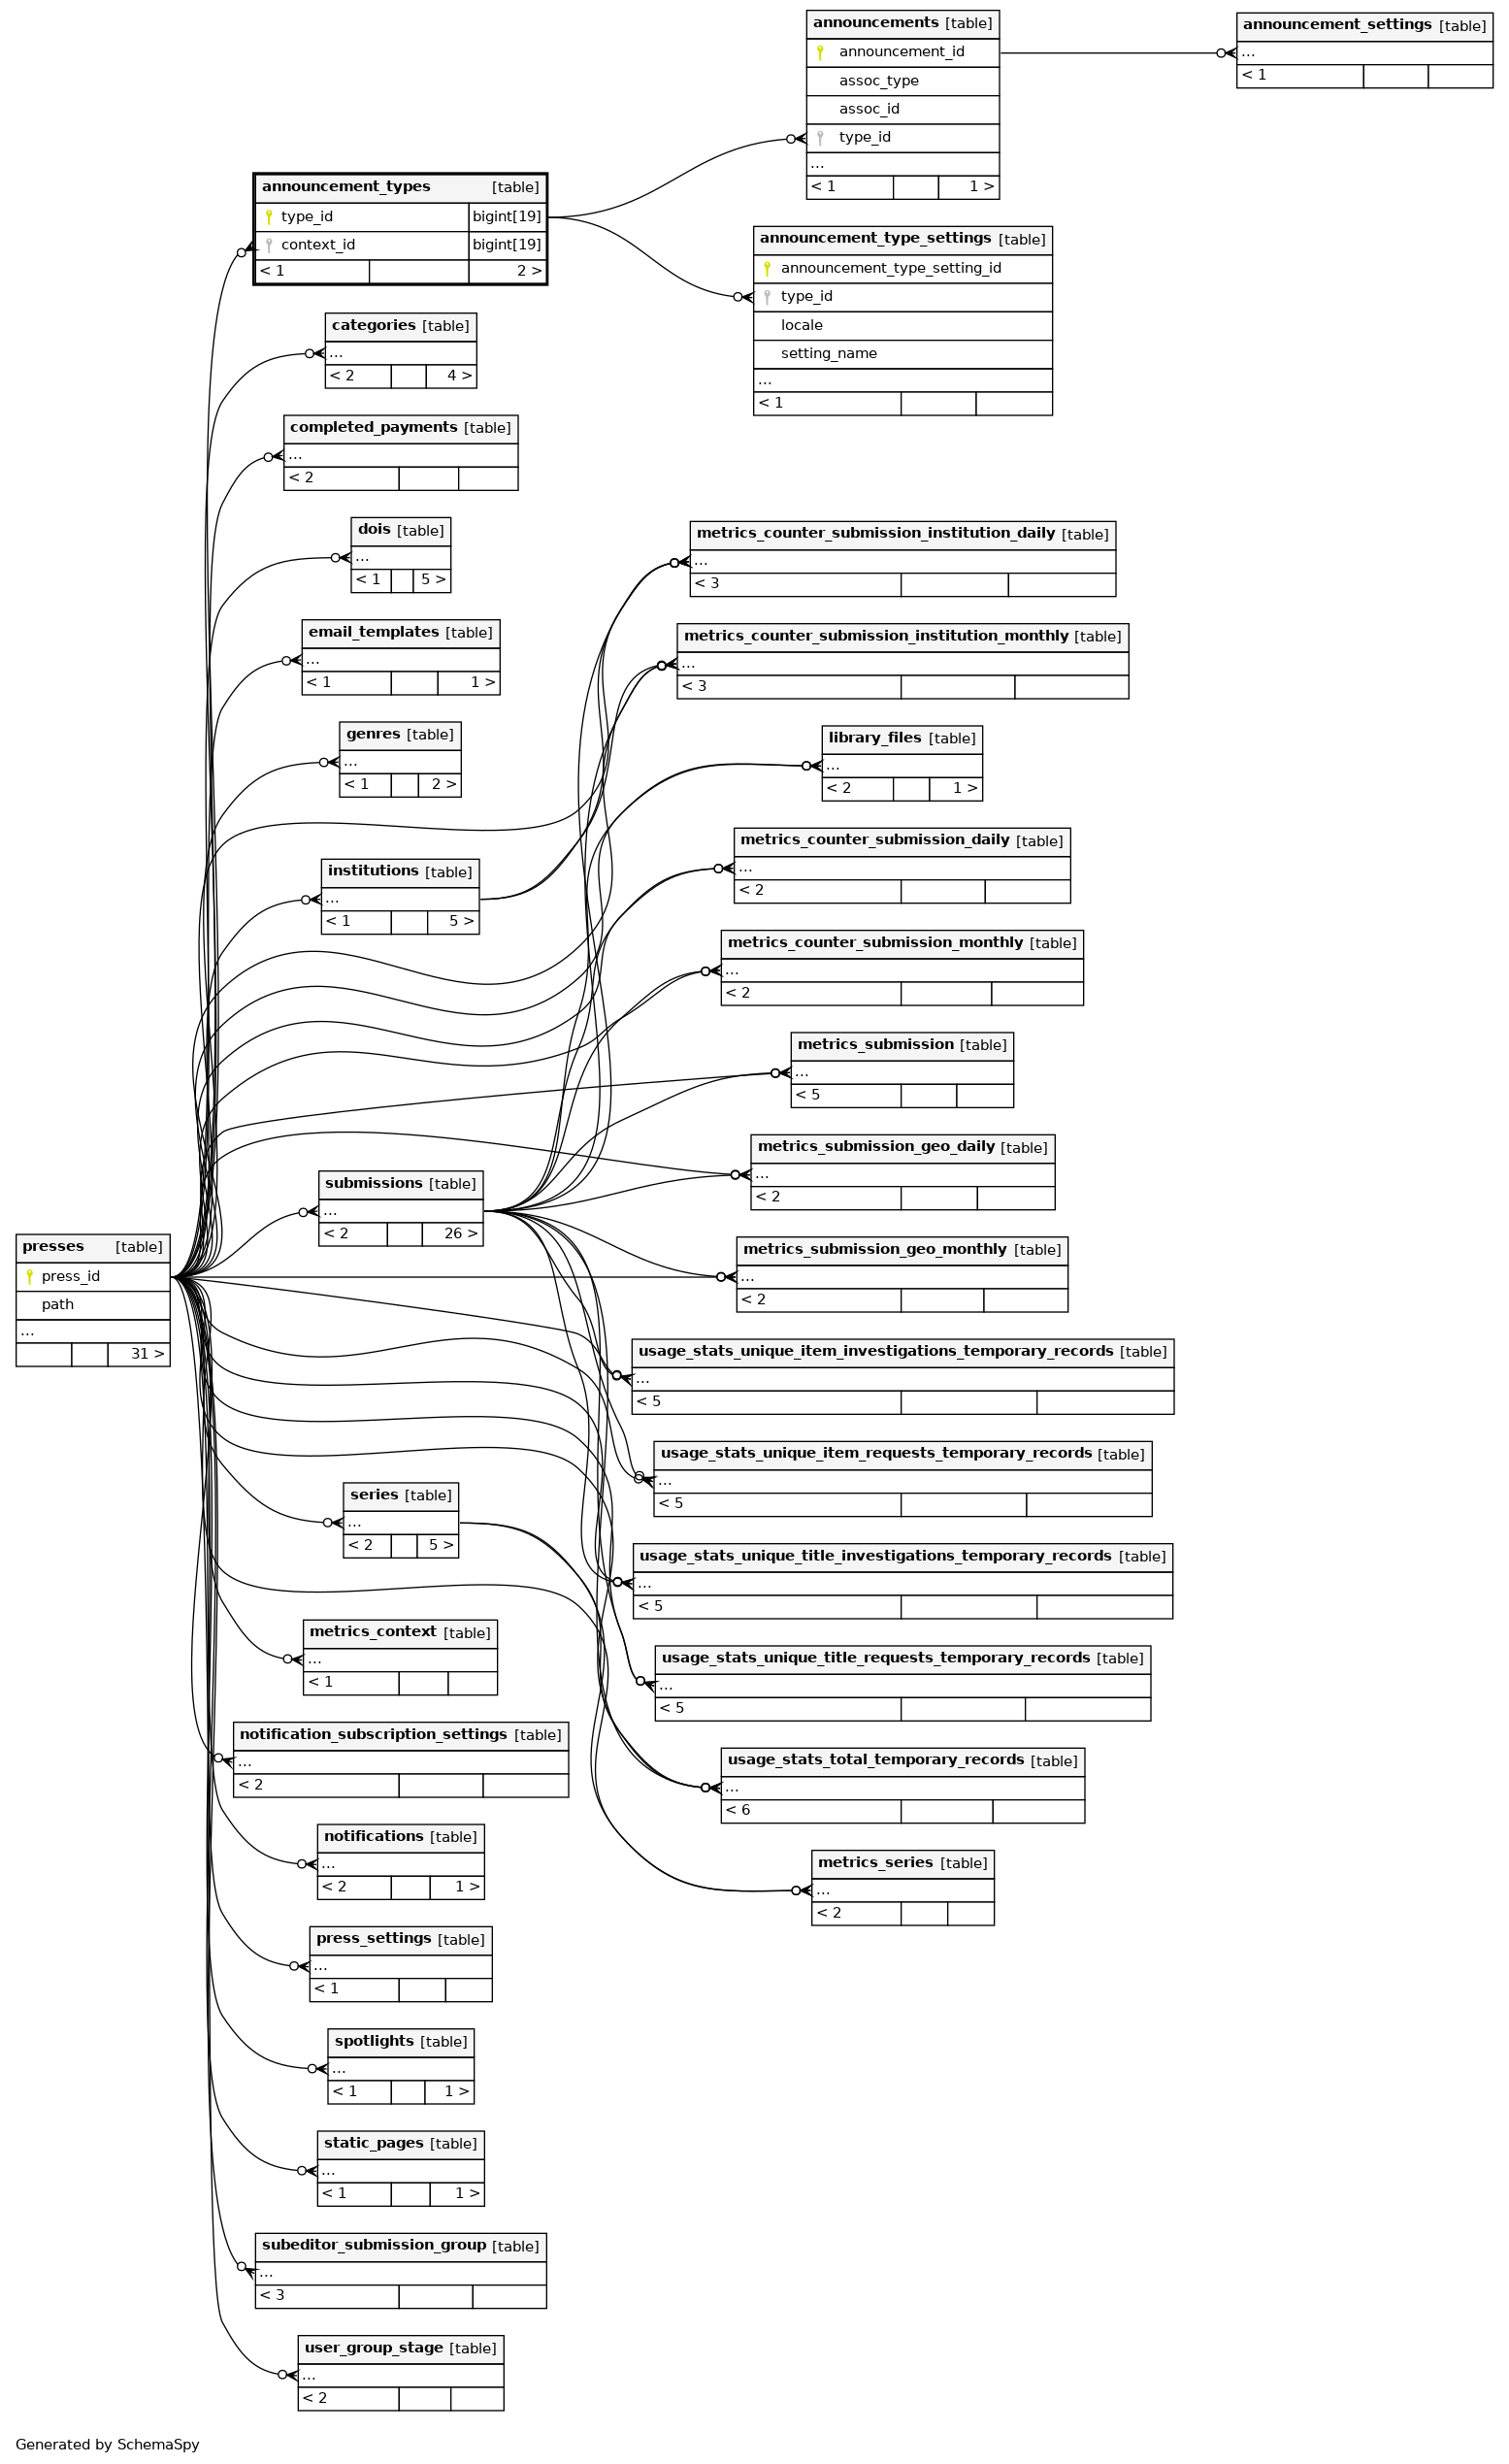 announcements [table]
announcement_id
assoc_type
assoc_id
type_id
...
< 1 1 >
announcement_settings [table]
...
< 1
announcement_types [table]
type_id bigint[19]
context_id bigint[19]
< 1 2 >
announcement_type_settings [table]
announcement_type_setting_id
type_id
locale
setting_name
...
< 1
categories [table]
...
< 2 4 >
completed_payments [table]
...
< 2
dois [table]
...
< 1 5 >
email_templates [table]
...
< 1 1 >
genres [table]
...
< 1 2 >
institutions [table]
...
< 1 5 >
submissions [table]
...
< 2 26 >
presses [table]
press_id
path
...
31 >
series [table]
...
< 2 5 >
metrics_context [table]
...
< 1
notification_subscription_settings [table]
...
< 2
notifications [table]
...
< 2 1 >
press_settings [table]
...
< 1
spotlights [table]
...
< 1 1 >
static_pages [table]
...
< 1 1 >
subeditor_submission_group [table]
...
< 3
user_group_stage [table]
...
< 2
metrics_counter_submission_institution_daily [table]
...
< 3
metrics_counter_submission_institution_monthly [table]
...
< 3
library_files [table]
...
< 2 1 >
metrics_counter_submission_daily [table]
...
< 2
metrics_counter_submission_monthly [table]
...
< 2
metrics_submission [table]
...
< 5
metrics_submission_geo_daily [table]
...
< 2
metrics_submission_geo_monthly [table]
...
< 2
usage_stats_unique_item_investigations_temporary_records [table]
...
< 5
usage_stats_unique_item_requests_temporary_records [table]
...
< 5
usage_stats_unique_title_investigations_temporary_records [table]
...
< 5
usage_stats_unique_title_requests_temporary_records [table]
...
< 5
usage_stats_total_temporary_records [table]
...
< 6
metrics_series [table]
...
< 2
Generated by SchemaSpy